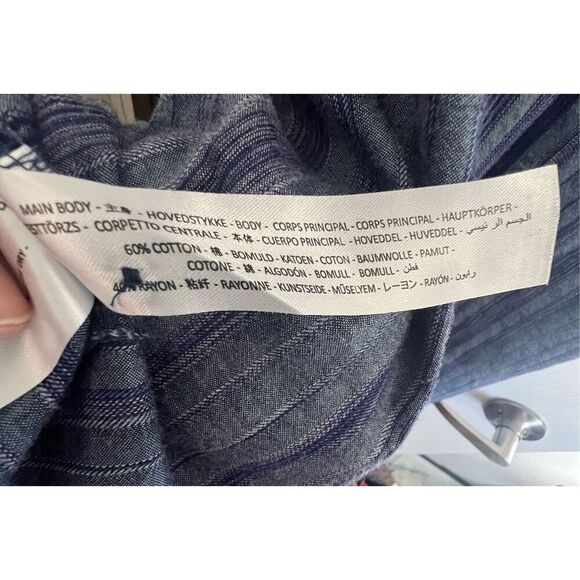 MAIN BODY - 主身 - HOVEDSTYKKE - BODY - CORPS PRINCIPAL - CORPS PRINCIPAL - HAUPTKÖRPER -
TTÖRZS - CORPETTO CENTRALE - 本体 - CUERPO PRINCIPAL - HOVEDDEL - HUVEDDEL - الجسم الرئيسي
60% COTTON - 棉 - BOMULD - KATOEN - COTON - BAUMWOLLE - PAMUT -
COTONE - 綿 - ALGODÓN - BOMULL - BOMULL - قطن
40% RAYON - 粘纤 - RAYONNE - KUNSTSEIDE - MŰSELYEM - レーヨン - RAYÓN - رايون